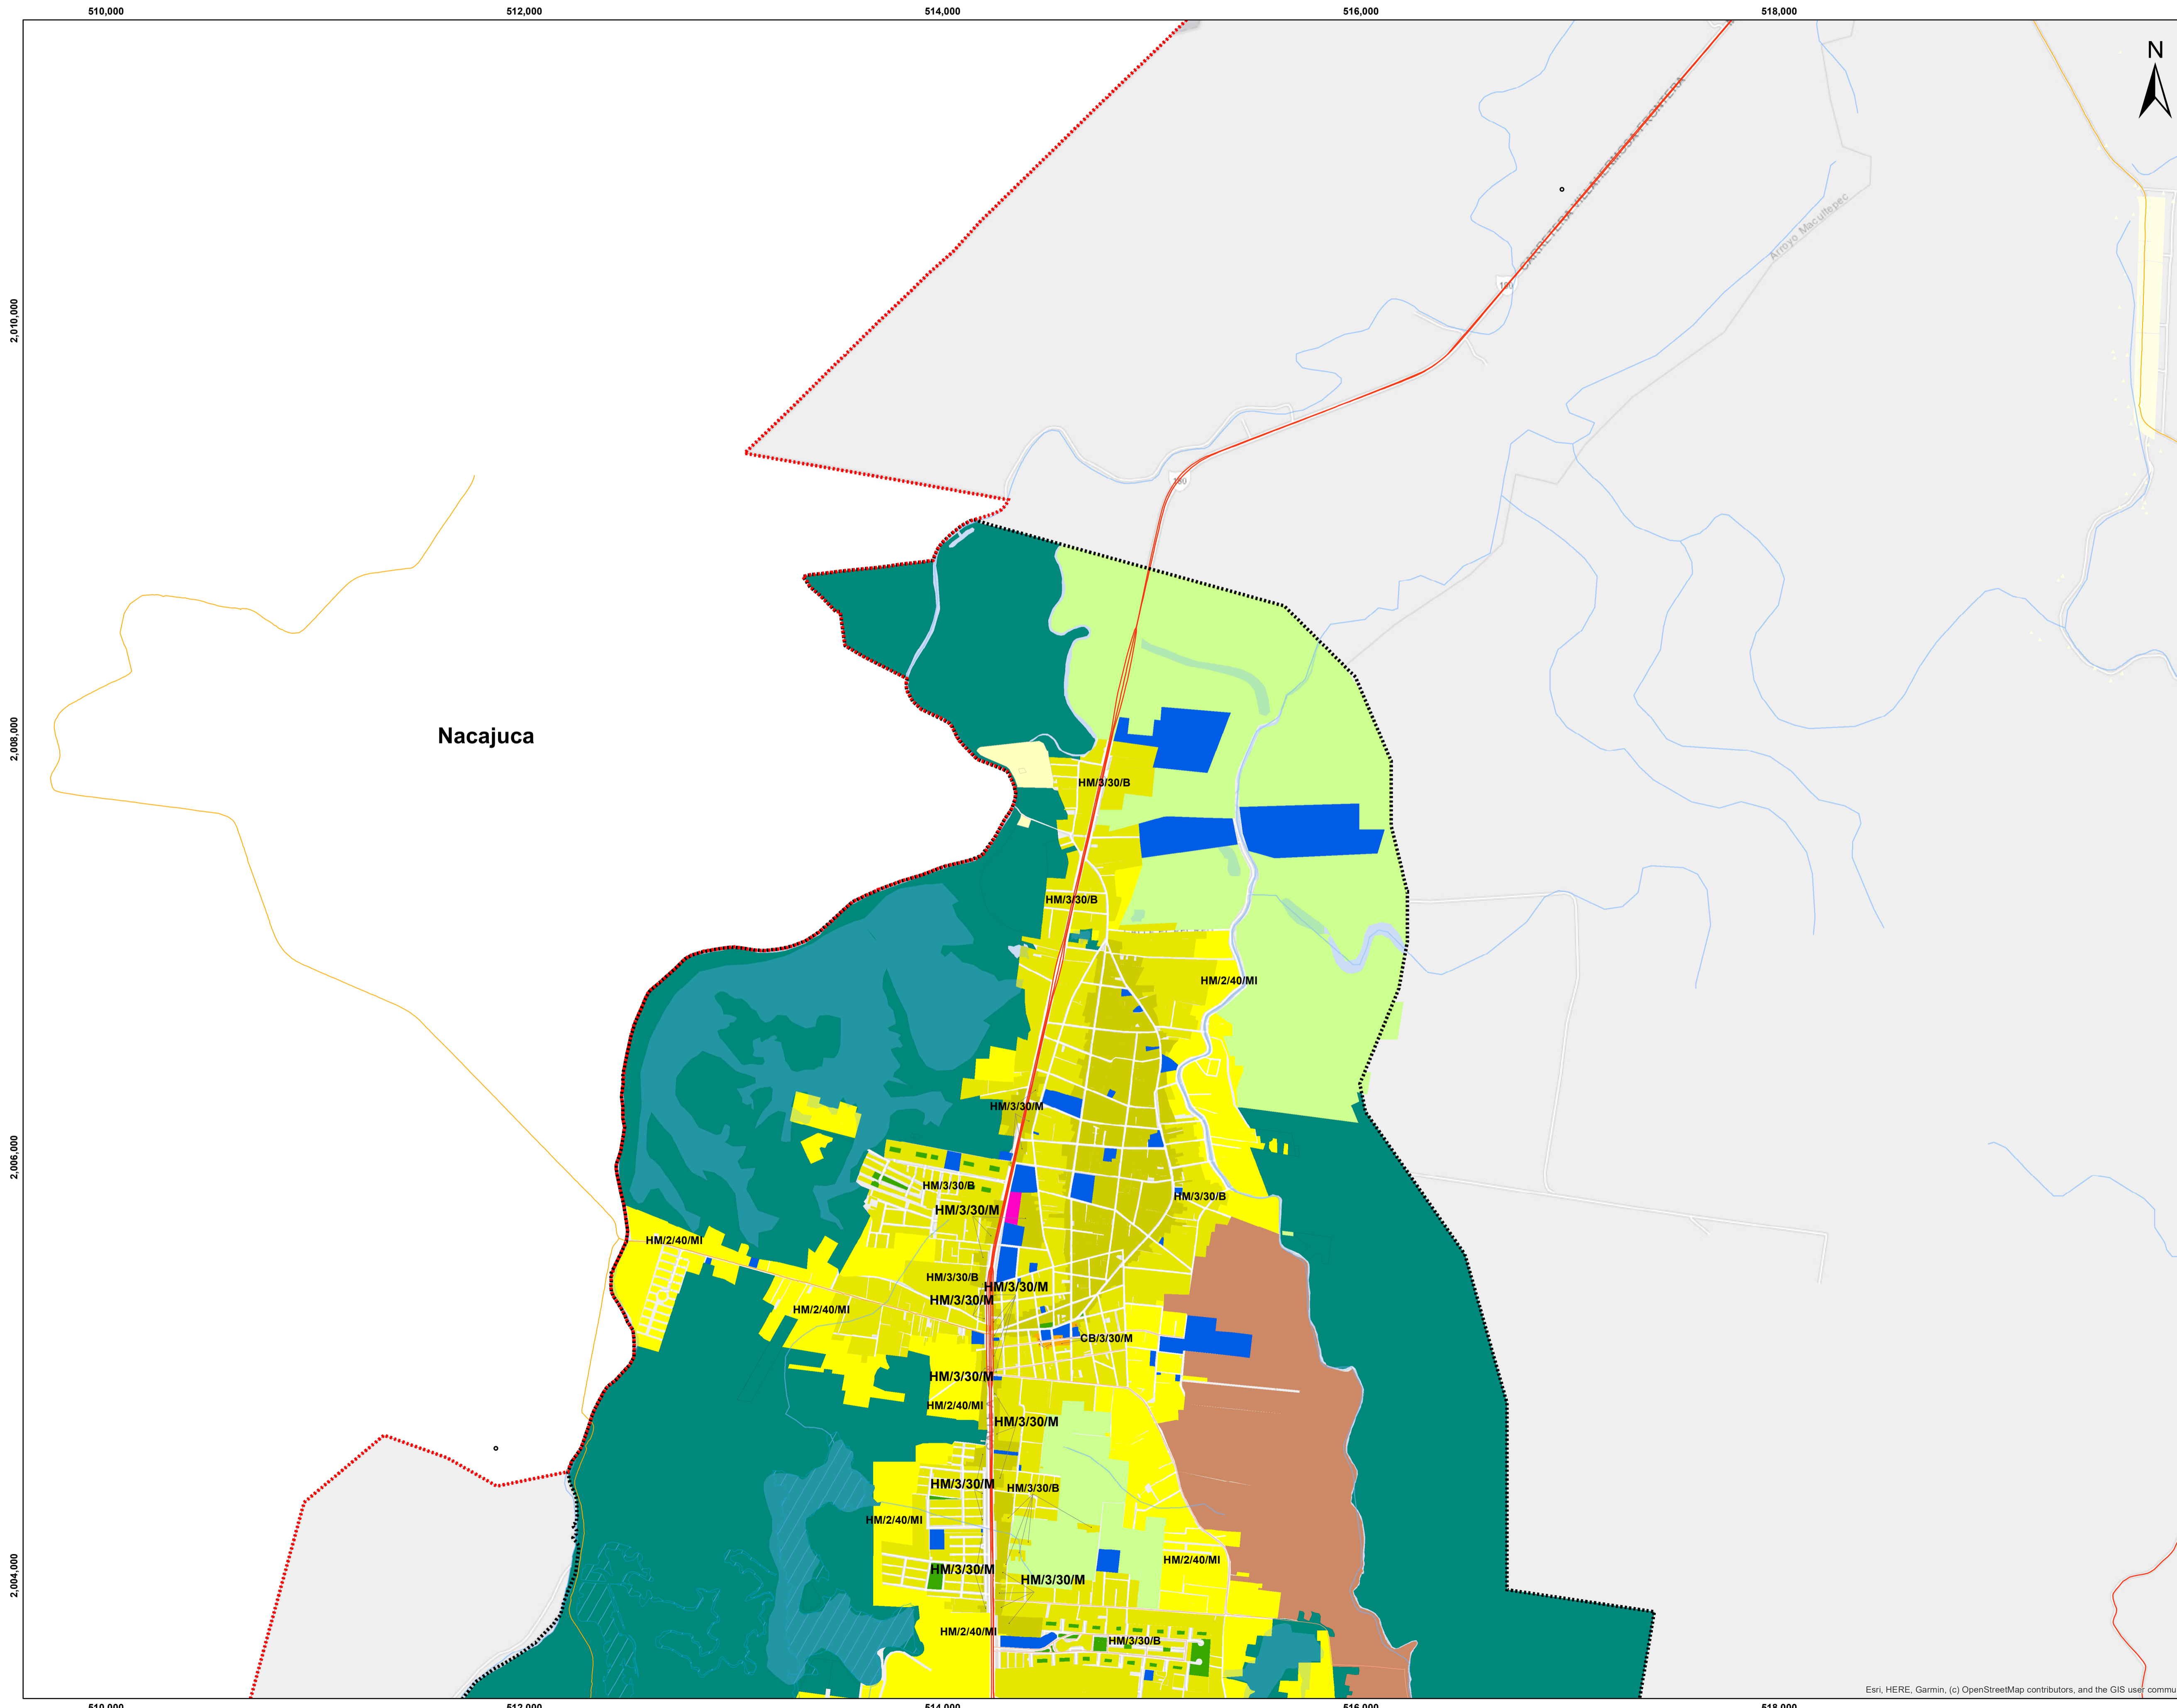 510,000
512,000
514,000
516,000
518,000
N
CARRETERA VILLAHERMOSA-FRONTERA
Arroyo Macultepec
180
2,010,000
180
Nacajuca
2,008,000
HM/3/30/B
HM/3/30/B
HM/2/40/MI
HM/3/30/M
2,006,000
HM/3/30/B
HM/3/30/B
HM/3/30/M
HM/2/40/MI
HM/3/30/B
HM/3/30/M
HM/3/30/M
HM/2/40/MI
CB/3/30/M
HM/3/30/M
HM/2/40/MI
HM/3/30/M
HM/3/30/M
HM/3/30/B
HM/2/40/MI
HM/2/40/MI
2,004,000
HM/3/30/M
HM/3/30/M
HM/2/40/MI
HM/3/30/B
Esri, HERE, Garmin, (c) OpenStreetMap contributors, and the GIS user commu
510,000
512,000
514,000
516,000
518,000